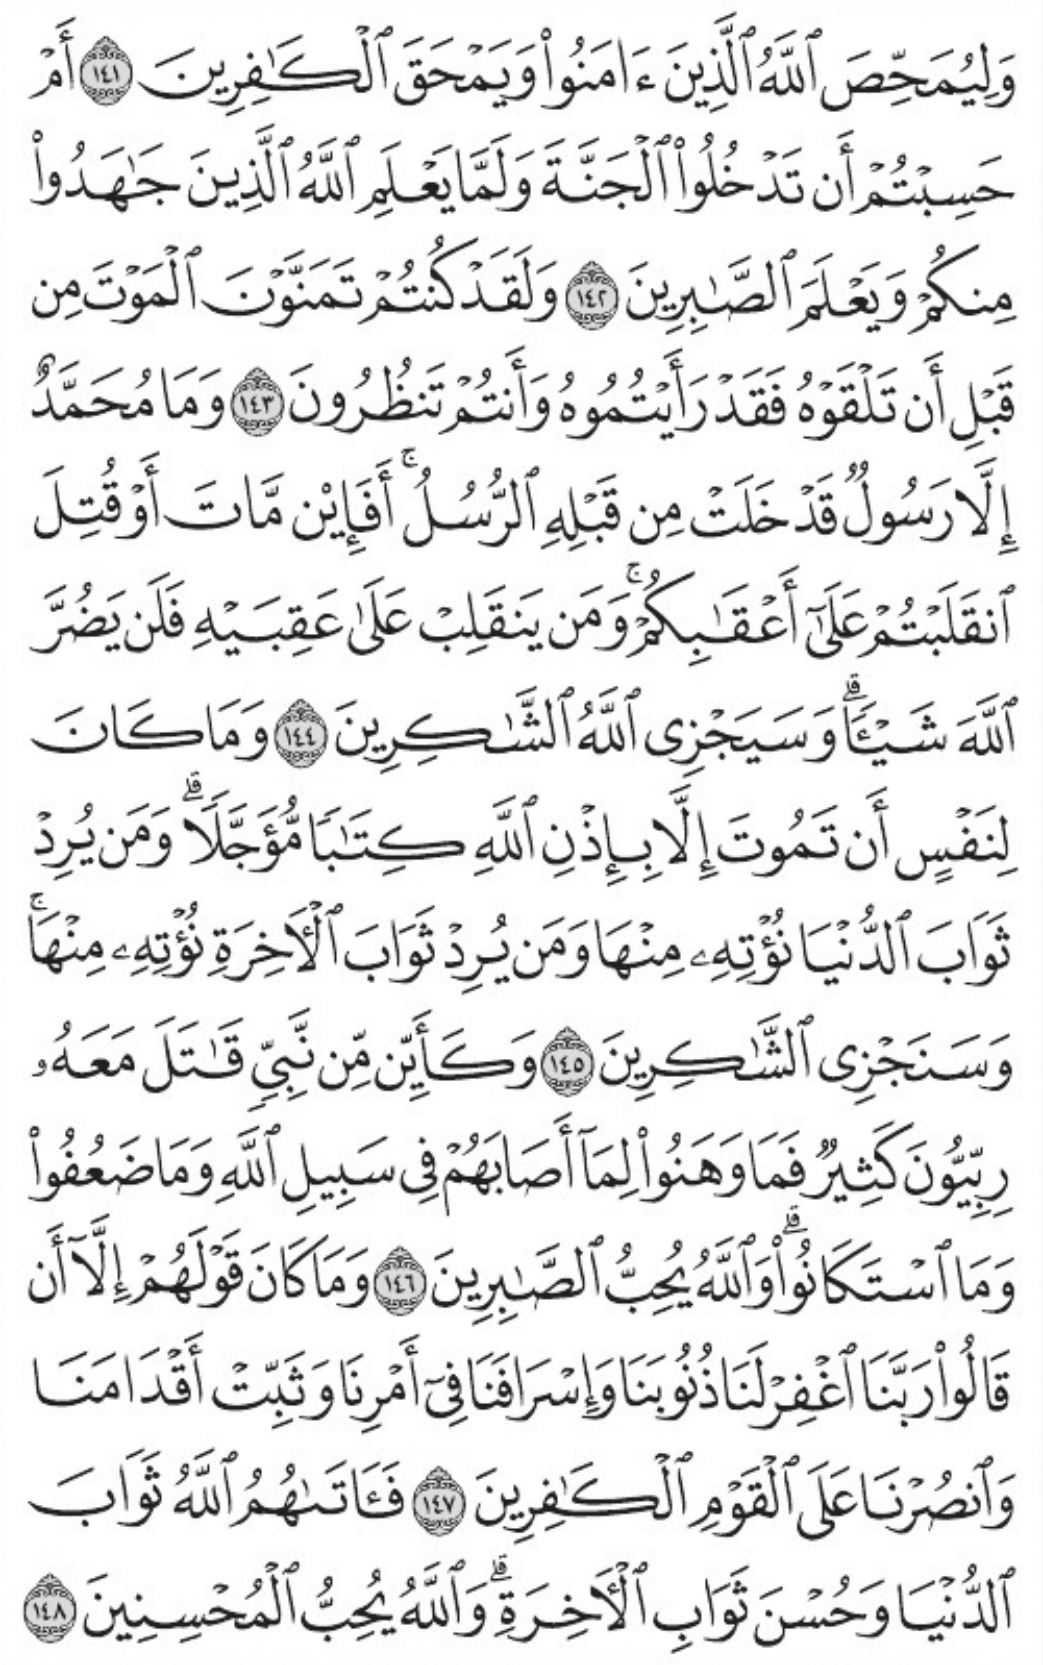 وَلِيُمَحِّصَ ٱللَّهُ ٱلَّذِينَ ءَامَنُوا۟ وَيَمْحَقَ ٱلْكَـٰفِرِينَ ١٤١ أَمْ
حَسِبْتُمْ أَن تَدْخُلُوا۟ ٱلْجَنَّةَ وَلَمَّا يَعْلَمِ ٱللَّهُ ٱلَّذِينَ جَـٰهَدُوا۟
مِنكُمْ وَيَعْلَمَ ٱلصَّـٰبِرِينَ ١٤٢ وَلَقَدْ كُنتُمْ تَمَنَّوْنَ ٱلْمَوْتَ مِن
قَبْلِ أَن تَلْقَوْهُ فَقَدْ رَأَيْتُمُوهُ وَأَنتُمْ تَنظُرُونَ ١٤٣ وَمَا مُحَمَّدٌ
إِلَّا رَسُولٌ قَدْ خَلَتْ مِن قَبْلِهِ ٱلرُّسُلُ ۚ أَفَإِي۟ن مَّاتَ أَوْ قُتِلَ
ٱنقَلَبْتُمْ عَلَىٰٓ أَعْقَـٰبِكُمْ ۚ وَمَن يَنقَلِبْ عَلَىٰ عَقِبَيْهِ فَلَن يَضُرَّ
ٱللَّهَ شَيْـًٔا ۗ وَسَيَجْزِى ٱللَّهُ ٱلشَّـٰكِرِينَ ١٤٤ وَمَا كَانَ
لِنَفْسٍ أَن تَمُوتَ إِلَّا بِإِذْنِ ٱللَّهِ كِتَـٰبًا مُّؤَجَّلًا ۗ وَمَن يُرِدْ
ثَوَابَ ٱلدُّنْيَا نُؤْتِهِۦ مِنْهَا وَمَن يُرِدْ ثَوَابَ ٱلْـَٔاخِرَةِ نُؤْتِهِۦ مِنْهَا ۚ
وَسَنَجْزِى ٱلشَّـٰكِرِينَ ١٤٥ وَكَأَيِّن مِّن نَّبِىٍّ قَـٰتَلَ مَعَهُۥ
رِبِّيُّونَ كَثِيرٌ فَمَا وَهَنُوا۟ لِمَآ أَصَابَهُمْ فِى سَبِيلِ ٱللَّهِ وَمَا ضَعُفُوا۟
وَمَا ٱسْتَكَانُوا۟ ۗ وَٱللَّهُ يُحِبُّ ٱلصَّـٰبِرِينَ ١٤٦ وَمَا كَانَ قَوْلَهُمْ إِلَّآ أَن
قَالُوا۟ رَبَّنَا ٱغْفِرْ لَنَا ذُنُوبَنَا وَإِسْرَافَنَا فِىٓ أَمْرِنَا وَثَبِّتْ أَقْدَامَنَا
وَٱنصُرْنَا عَلَى ٱلْقَوْمِ ٱلْكَـٰفِرِينَ ١٤٧ فَـَٔاتَىٰهُمُ ٱللَّهُ ثَوَابَ
ٱلدُّنْيَا وَحُسْنَ ثَوَابِ ٱلْـَٔاخِرَةِ ۗ وَٱللَّهُ يُحِبُّ ٱلْمُحْسِنِينَ ١٤٨